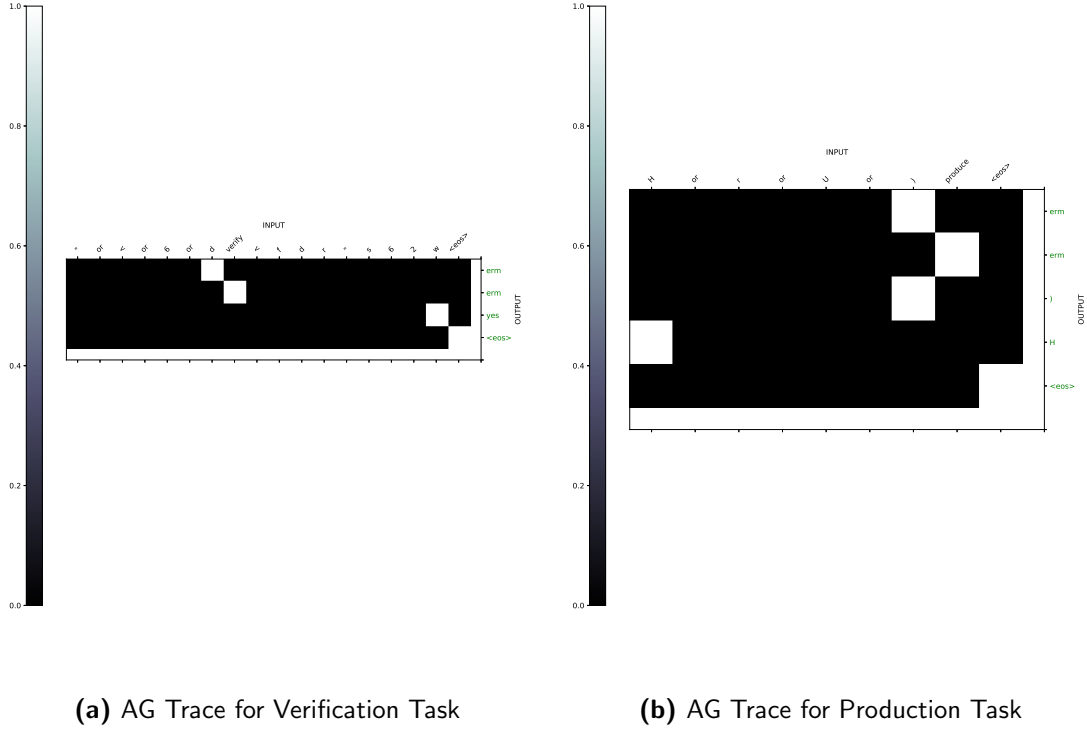 1.0
0.8
0.6
0.4
0.2
0.0
INPUT
" or < or 6 or d verify < f d r " s 6 2 w <eos>
erm
erm
yes
<eos>
OUTPUT
(a) AG Trace for Verification Task
1.0
0.8
0.6
0.4
0.2
0.0
INPUT
H or r or U or ) produce <eos>
erm
erm
)
H
<eos>
OUTPUT
(b) AG Trace for Production Task